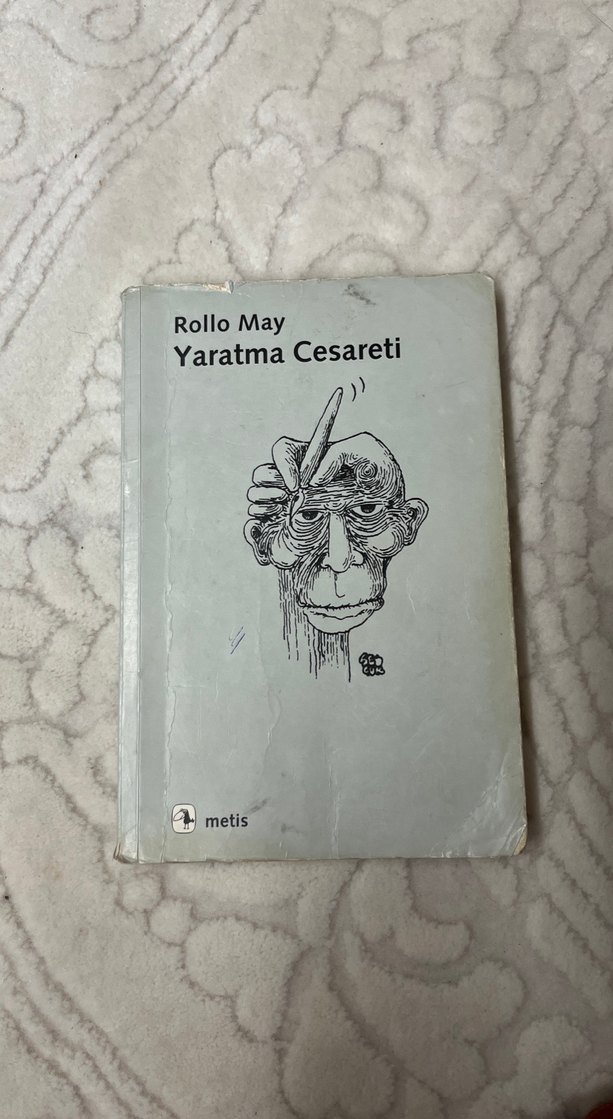 Rollo May
Yaratma Cesareti
metis